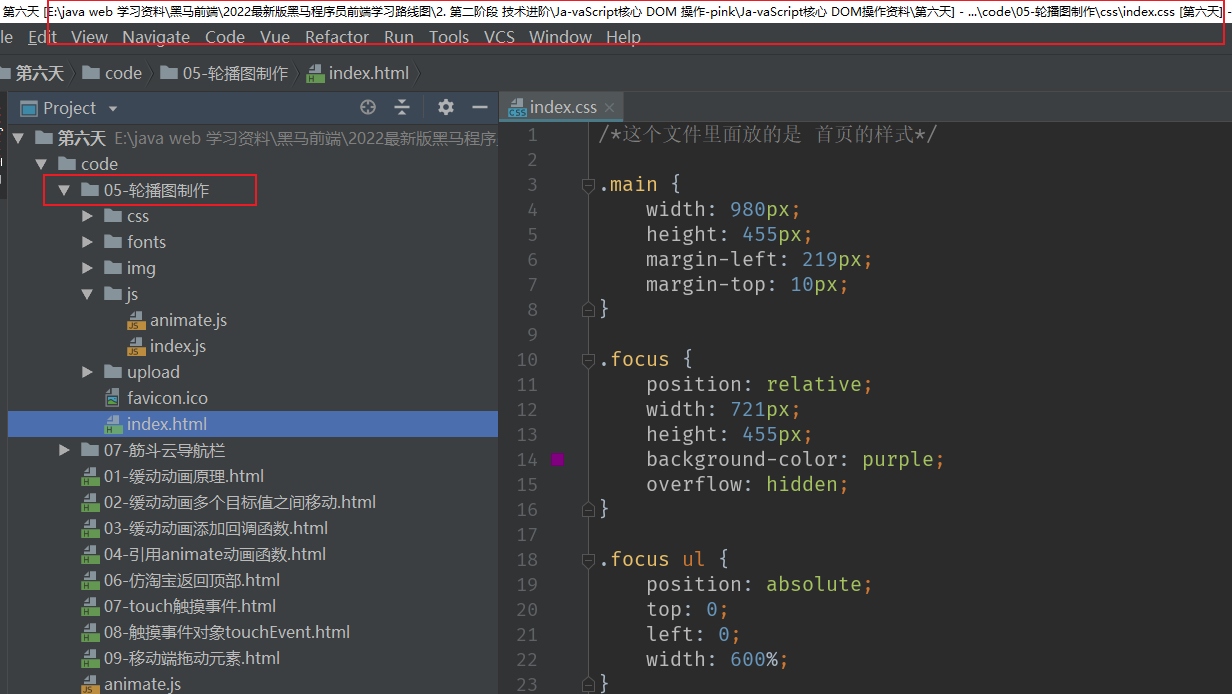 第六天 [E:\java web 学习资料\黑马前端\2022最新版黑马程序员前端学习路线图\2. 第二阶段 技术进阶\Ja-vaScript核心 DOM 操作-pink\Ja-vaScript核心 DOM操作资料\第六天] - ...\code\05-轮播图制作\css\index.css [第六天] -
le Edit View Navigate Code Vue Refactor Run Tools VCS Window Help
第六天 code 05-轮播图制作 index.html
Project
index.css
第六天 E:\java web 学习资料\黑马前端\2022最新版黑马程序
code
05-轮播图制作
css
fonts
img
js
animate.js
index.js
upload
favicon.ico
index.html
07-筋斗云导航栏
01-缓动动画原理.html
02-缓动动画多个目标值之间移动.html
03-缓动动画添加回调函数.html
04-引用animate动画函数.html
06-仿淘宝返回顶部.html
07-touch触摸事件.html
08-触摸事件对象touchEvent.html
09-移动端拖动元素.html
animate.js
1 /*这个文件里面放的是 首页的样式*/
2
3 .main {
4 width: 980px;
5 height: 455px;
6 margin-left: 219px;
7 margin-top: 10px;
8 }
9
10 .focus {
11 position: relative;
12 width: 721px;
13 height: 455px;
14 background-color: purple;
15 overflow: hidden;
16 }
17
18 .focus ul {
19 position: absolute;
20 top: 0;
21 left: 0;
22 width: 600%;
23 }